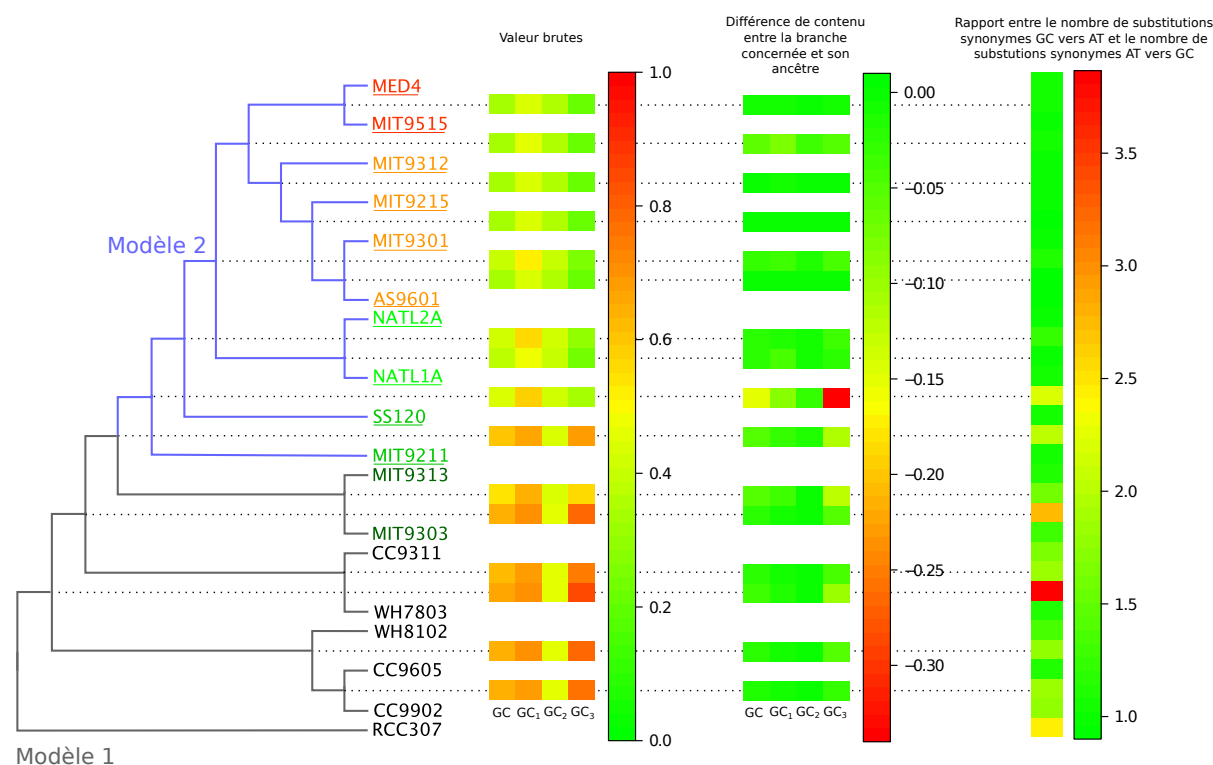 Valeur brutes
Différence de contenu
entre la branche
concernée et son
ancêtre
Rapport entre le nombre de substitutions
synonymes GC vers AT et le nombre de
substutions synonymes AT vers GC
MED4
MIT9515
MIT9312
MIT9215
MIT9301
AS9601
NATL2A
NATL1A
SS120
MIT9211
MIT9313
MIT9303
CC9311
WH7803
WH8102
CC9605
CC9902
RCC307
Modèle 2
Modèle 1
GC GC₁ GC₂ GC₃
1.0
0.8
0.6
0.4
0.2
0.0
GC GC₁ GC₂ GC₃
0.00
−0.05
−0.10
−0.15
−0.20
−0.25
−0.30
3.5
3.0
2.5
2.0
1.5
1.0